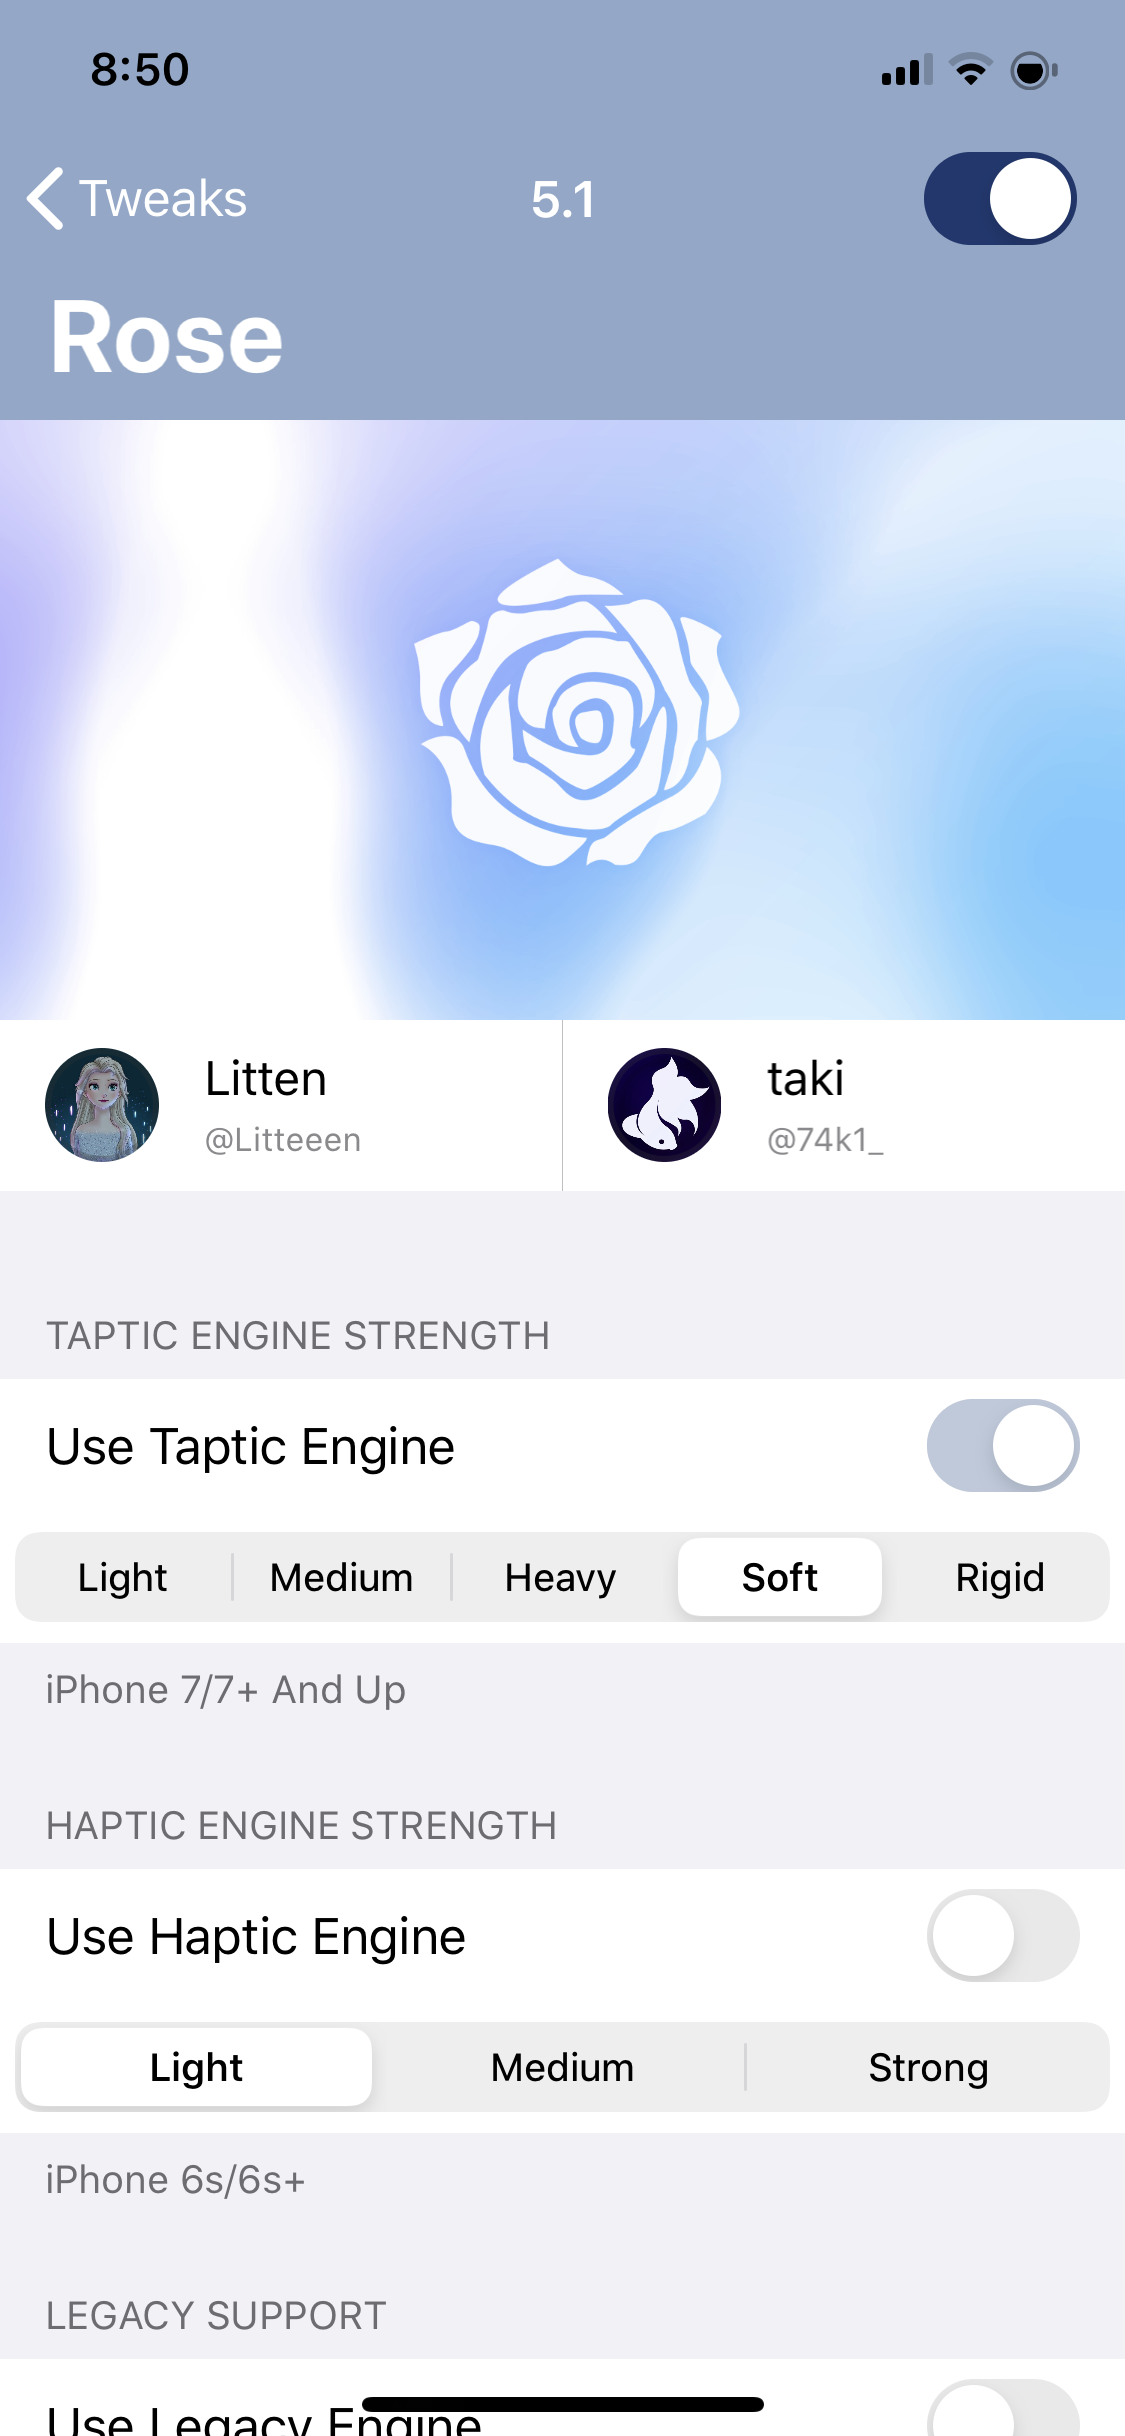 8:50
Tweaks
5.1
Rose
Litten
@Litteeen
taki
@74k1_
TAPTIC ENGINE STRENGTH
Use Taptic Engine
Light Medium Heavy Soft Rigid
iPhone 7/7+ And Up
HAPTIC ENGINE STRENGTH
Use Haptic Engine
Light Medium Strong
iPhone 6s/6s+
LEGACY SUPPORT
Use Legacy Engine